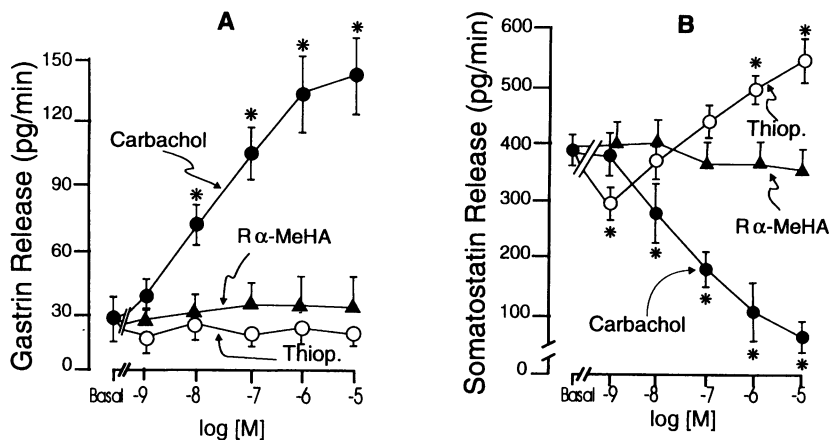 A
Gastrin Release (pg/min)
150
120
90
60
30
0
*
*
*
*
Carbachol
R α-MeHA
Thiop.
Basal -9 -8 -7 -6 -5
log [M]
B
Somatostatin Release (pg/min)
600
500
400
300
200
100
0
*
*
Thiop.
R α-MeHA
*
*
Carbachol
*
*
*
Basal -9 -8 -7 -6 -5
log [M]